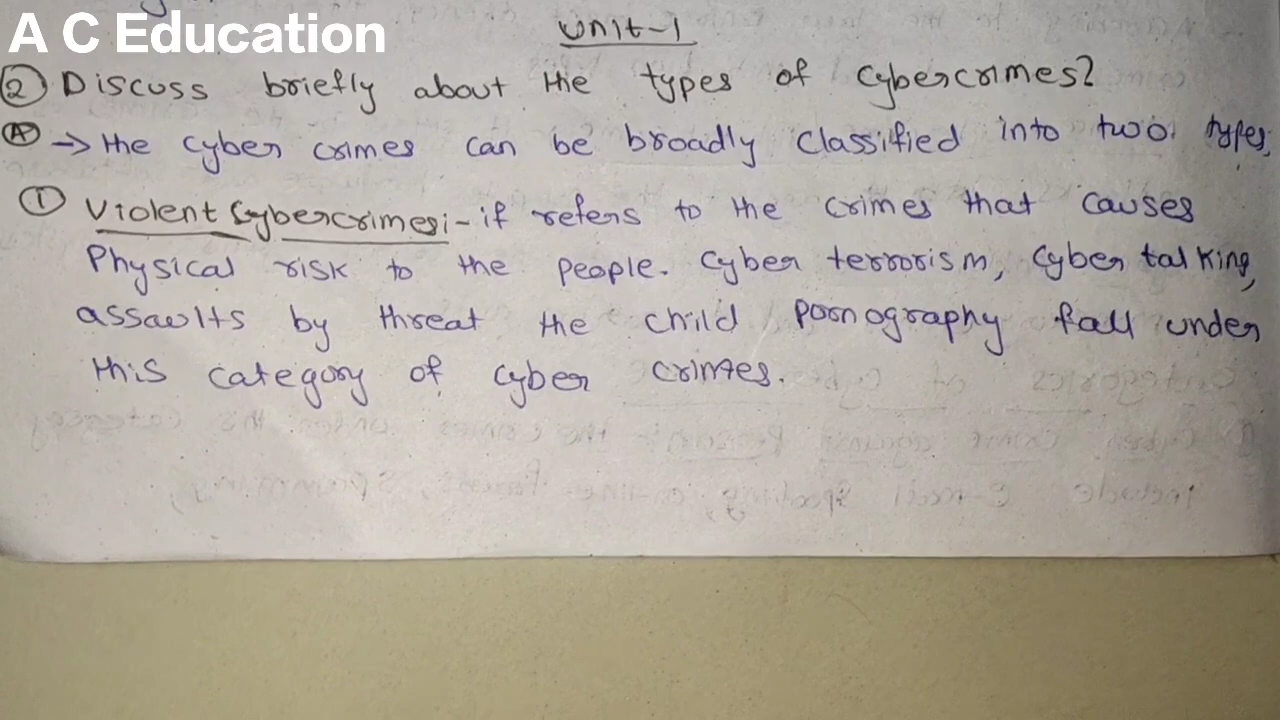 A C Education
Unit-1
② Discuss briefly about the types of cybercrimes?
Ⓐ → the cyber crimes can be broadly classified into two types.
① Violent Cybercrimes:- it refers to the crimes that causes
Physical risk to the people. Cyber terrorism, Cyber talking,
assaults by threat the child pornography fall under
this category of cyber crimes.